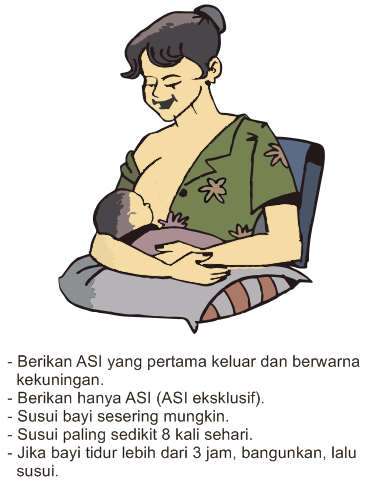 - Berikan ASI yang pertama keluar dan berwarna
kekuningan.
- Berikan hanya ASI (ASI eksklusif).
- Susui bayi sesering mungkin.
- Susui paling sedikit 8 kali sehari.
- Jika bayi tidur lebih dari 3 jam, bangunkan, lalu
susui.